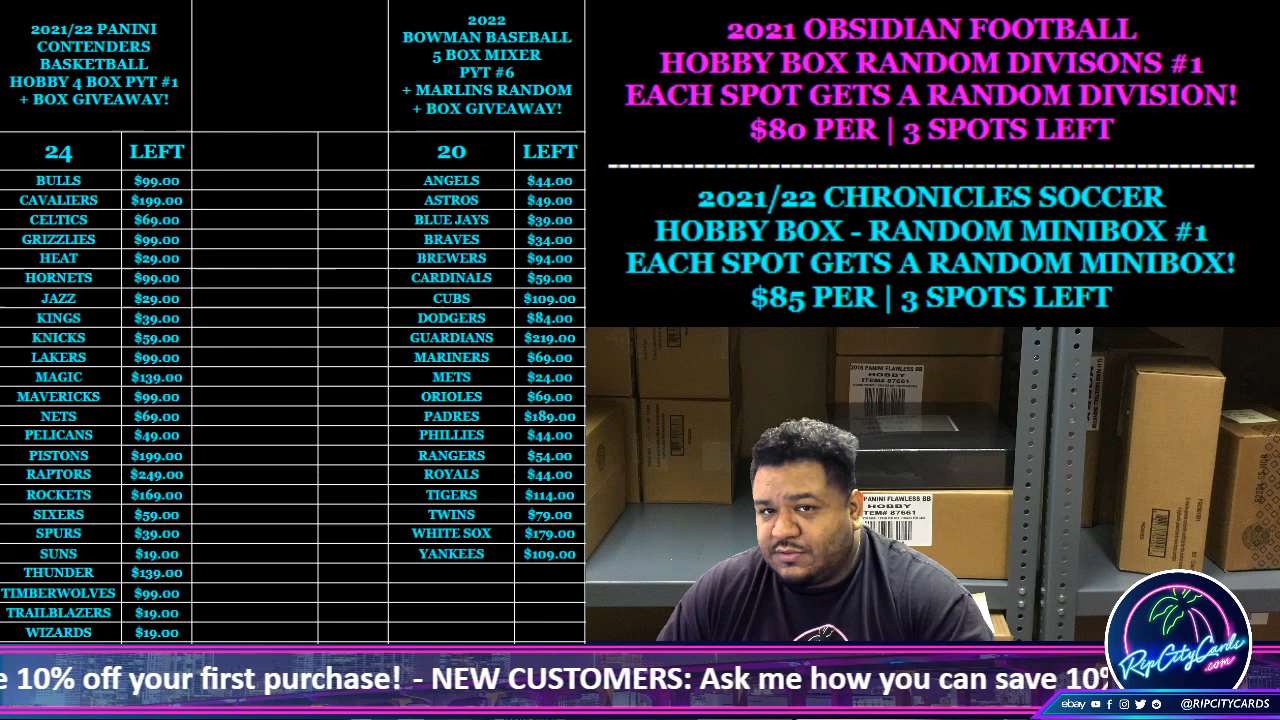 2021/22 PANINI
CONTENDERS
BASKETBALL
HOBBY 4 BOX PYT #1
+ BOX GIVEAWAY!
24 LEFT
BULLS $99.00
CAVALIERS $199.00
CELTICS $69.00
GRIZZLIES $99.00
HEAT $29.00
HORNETS $99.00
JAZZ $29.00
KINGS $39.00
KNICKS $59.00
LAKERS $99.00
MAGIC $139.00
MAVERICKS $99.00
NETS $69.00
PELICANS $49.00
PISTONS $199.00
RAPTORS $249.00
ROCKETS $169.00
SIXERS $59.00
SPURS $39.00
SUNS $19.00
THUNDER $139.00
TIMBERWOLVES $99.00
TRAILBLAZERS $19.00
WIZARDS $19.00
2022
BOWMAN BASEBALL
5 BOX MIXER
PYT #6
+ MARLINS RANDOM
+ BOX GIVEAWAY!
20 LEFT
ANGELS $44.00
ASTROS $49.00
BLUE JAYS $39.00
BRAVES $34.00
BREWERS $94.00
CARDINALS $59.00
CUBS $109.00
DODGERS $84.00
GUARDIANS $219.00
MARINERS $69.00
METS $24.00
ORIOLES $69.00
PADRES $189.00
PHILLIES $44.00
RANGERS $54.00
ROYALS $44.00
TIGERS $114.00
TWINS $79.00
WHITE SOX $179.00
YANKEES $109.00
2021 OBSIDIAN FOOTBALL
HOBBY BOX RANDOM DIVISONS #1
EACH SPOT GETS A RANDOM DIVISION!
$80 PER | 3 SPOTS LEFT
2021/22 CHRONICLES SOCCER
HOBBY BOX - RANDOM MINIBOX #1
EACH SPOT GETS A RANDOM MINIBOX!
$85 PER | 3 SPOTS LEFT
2016 PANINI FLAWLESS BB
HOBBY
ITEM# 87661
PANINI FLAWLESS BB
HOBBY
ITEM# 87661
e 10% off your first purchase! - NEW CUSTOMERS: Ask me how you can save 10%
RipCityCards
.com
ebay @RIPCITYCARDS